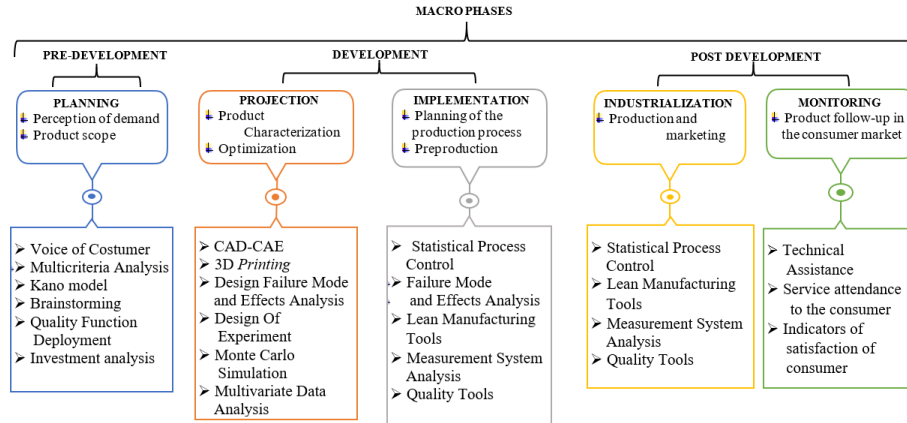 MACRO PHASES
PRE-DEVELOPMENT
DEVELOPMENT
POST DEVELOPMENT
PLANNING
Perception of demand
Product scope
PROJECTION
Product
Characterization
Optimization
IMPLEMENTATION
Planning of the
production process
Preproduction
INDUSTRIALIZATION
Production and
marketing
MONITORING
Product follow-up in
the consumer market
Voice of Costumer
Multicriteria Analysis
Kano model
Brainstorming
Quality Function
Deployment
Investment analysis
CAD-CAE
3D Printing
Design Failure Mode
and Effects Analysis
Design Of
Experiment
Monte Carlo
Simulation
Multivariate Data
Analysis
Statistical Process
Control
Failure Mode
and Effects Analysis
Lean Manufacturing
Tools
Measurement System
Analysis
Quality Tools
Statistical Process
Control
Lean Manufacturing
Tools
Measurement System
Analysis
Quality Tools
Technical
Assistance
Service attendance
to the consumer
Indicators of
satisfaction of
consumer